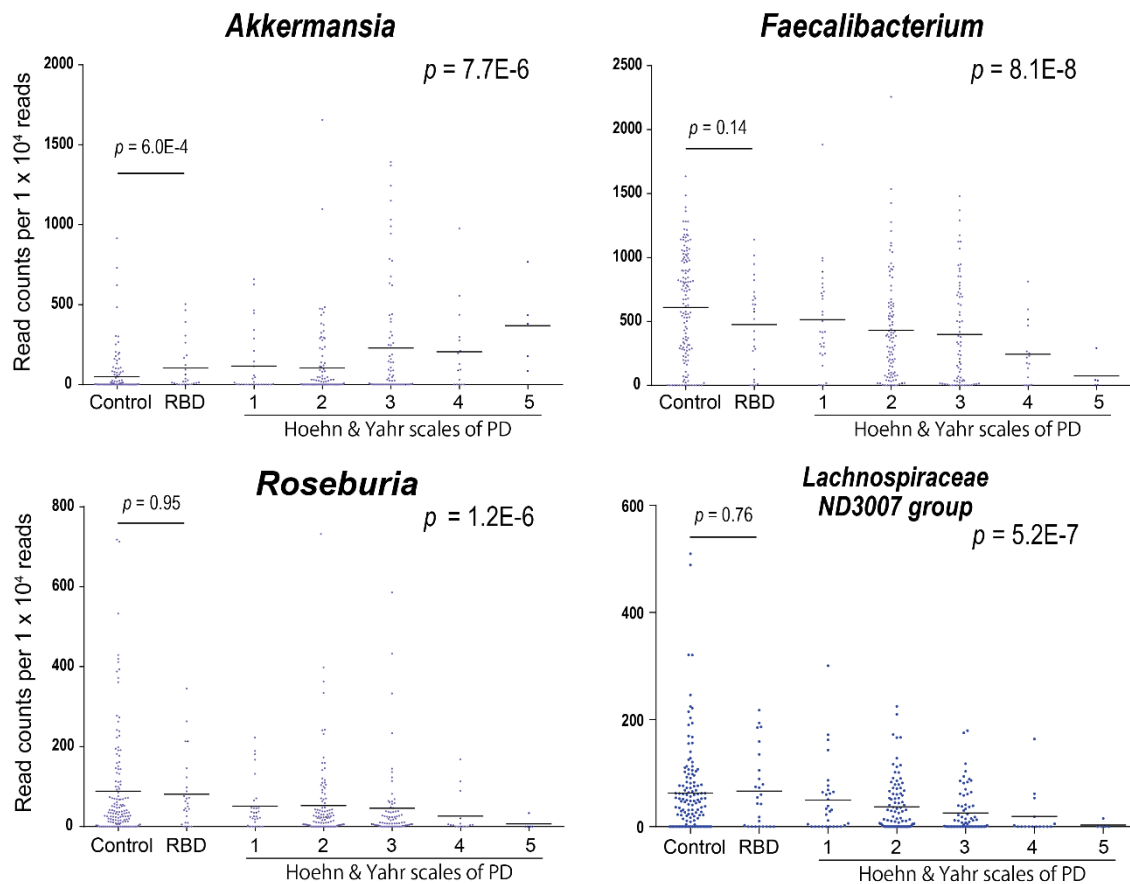 Akkermansia
p = 7.7E-6
p = 6.0E-4
Read counts per 1 x 10⁴ reads
2000
1500
1000
500
0
Control RBD 1 2 3 4 5
Hoehn & Yahr scales of PD
Faecalibacterium
p = 8.1E-8
p = 0.14
2500
2000
1500
1000
500
0
Control RBD 1 2 3 4 5
Hoehn & Yahr scales of PD
Roseburia
p = 1.2E-6
p = 0.95
Read counts per 1 x 10⁴ reads
800
600
400
200
0
Control RBD 1 2 3 4 5
Hoehn & Yahr scales of PD
Lachnospiraceae
ND3007 group
p = 5.2E-7
p = 0.76
600
400
200
0
Control RBD 1 2 3 4 5
Hoehn & Yahr scales of PD